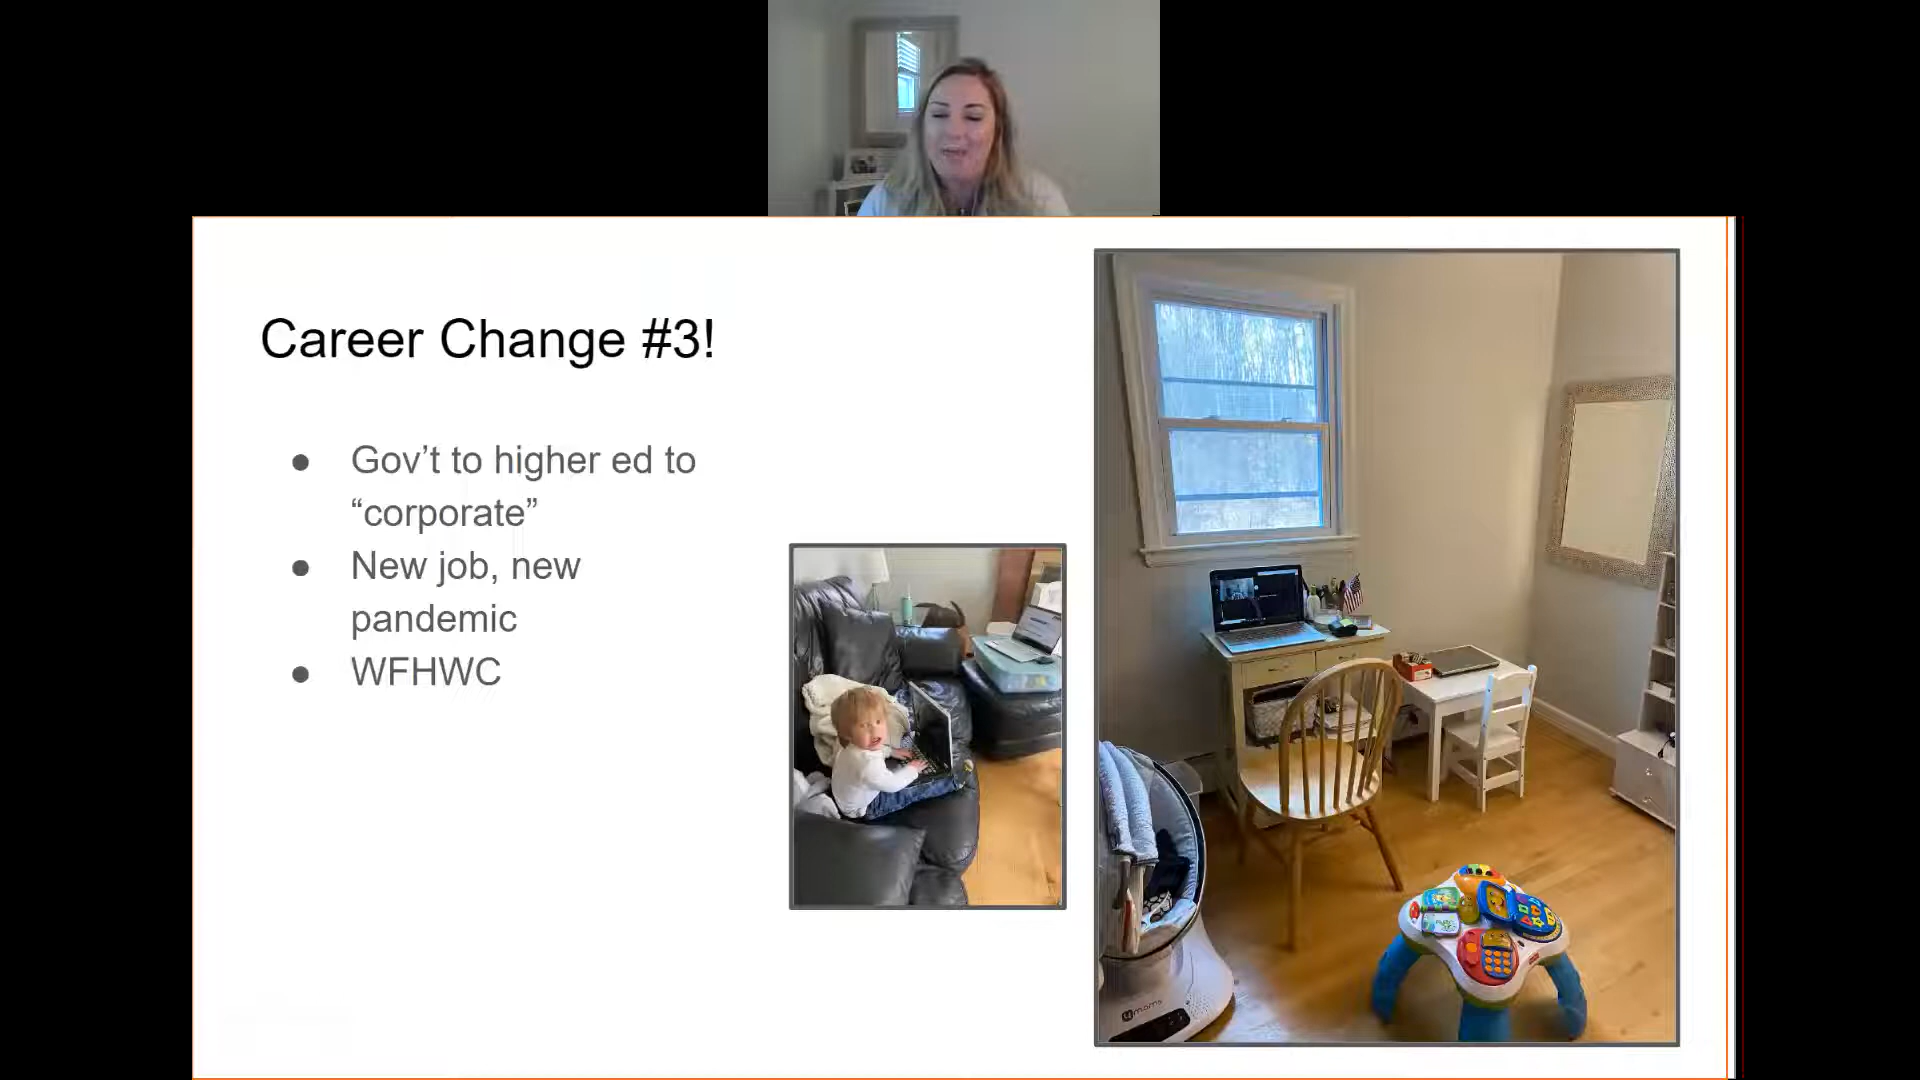 Career Change #3!
● Gov’t to higher ed to
“corporate”
● New job, new
pandemic
● WFHWC